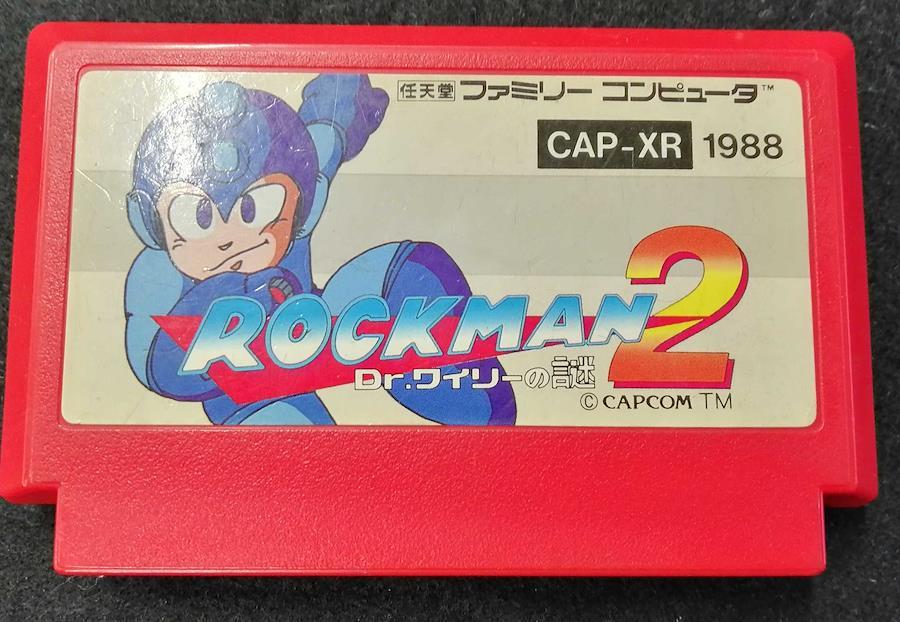 任天堂 ファミリー コンピュータ™
CAP-XR 1988
ROCKMAN 2
Dr.ワイリーの謎
© CAPCOM TM